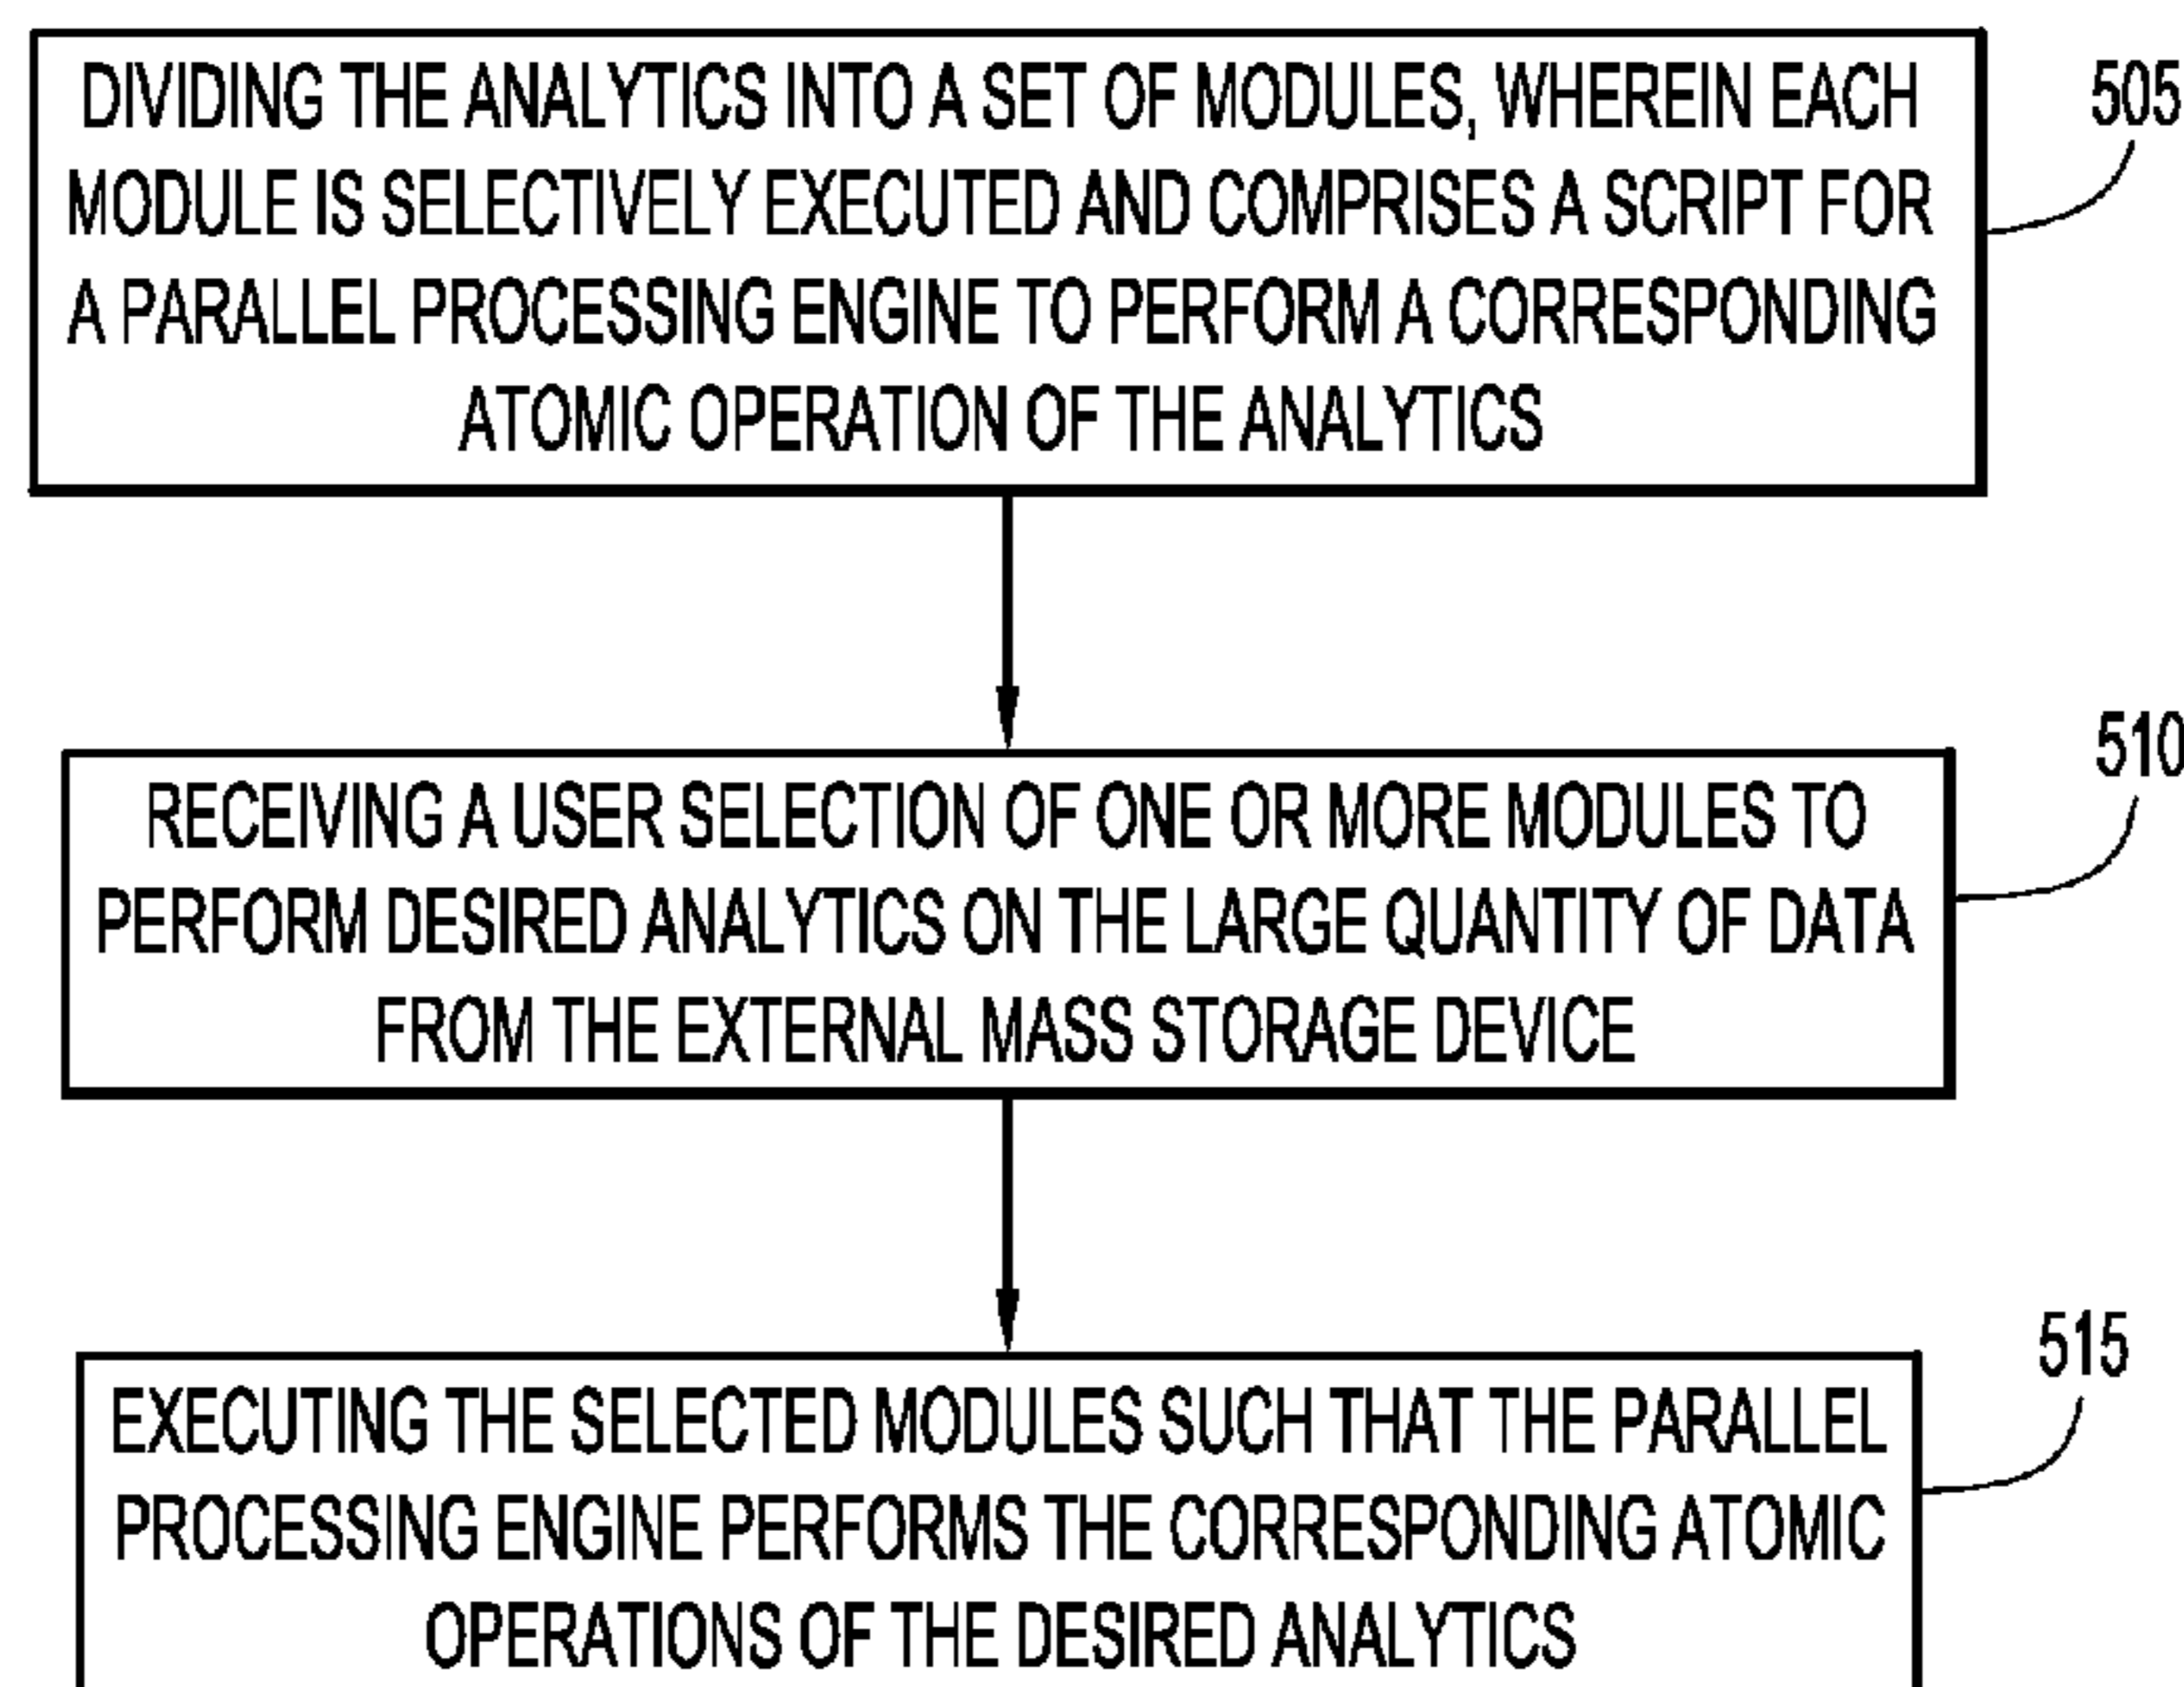 DIVIDING THE ANALYTICS INTO A SET OF MODULES, WHEREIN EACH
MODULE IS SELECTIVELY EXECUTED AND COMPRISES A SCRIPT FOR
A PARALLEL PROCESSING ENGINE TO PERFORM A CORRESPONDING
ATOMIC OPERATION OF THE ANALYTICS
505
RECEIVING A USER SELECTION OF ONE OR MORE MODULES TO
PERFORM DESIRED ANALYTICS ON THE LARGE QUANTITY OF DATA
FROM THE EXTERNAL MASS STORAGE DEVICE
510
EXECUTING THE SELECTED MODULES SUCH THAT THE PARALLEL
PROCESSING ENGINE PERFORMS THE CORRESPONDING ATOMIC
OPERATIONS OF THE DESIRED ANALYTICS
515